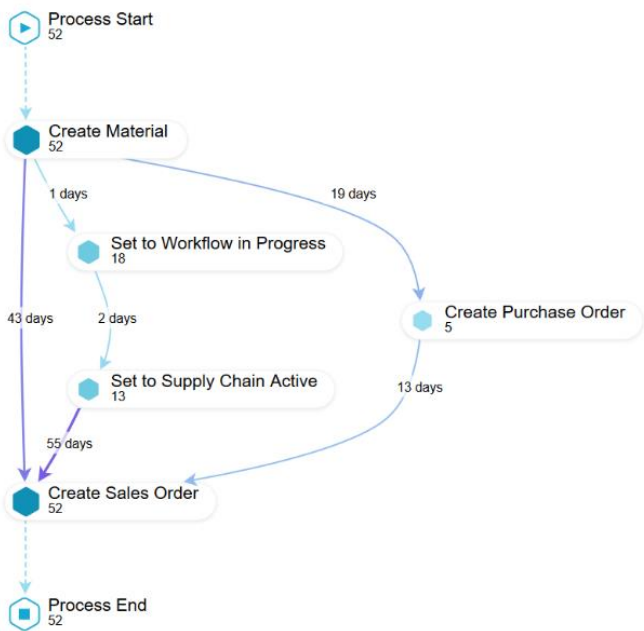 Process Start
52
Create Material
52
1 days
19 days
Set to Workflow in Progress
18
43 days
2 days
Create Purchase Order
5
Set to Supply Chain Active
13
13 days
55 days
Create Sales Order
52
Process End
52